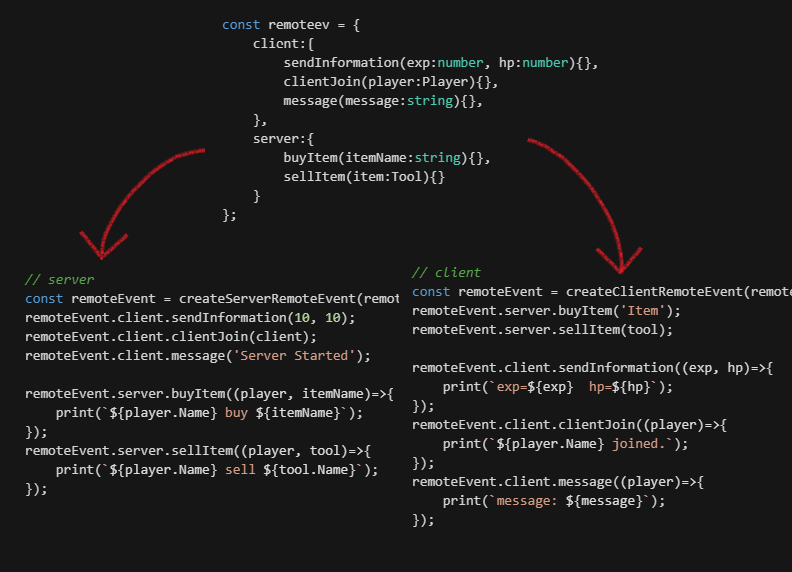 const remoteev = {
    client:{
        sendInformation(exp:number, hp:number){},
        clientJoin(player:Player){},
        message(message:string){},
    },
    server:{
        buyItem(itemName:string){},
        sellItem(item:Tool){}
    }
};
// server
const remoteEvent = createServerRemoteEvent(remot
remoteEvent.client.sendInformation(10, 10);
remoteEvent.client.clientJoin(client);
remoteEvent.client.message('Server Started');
remoteEvent.server.buyItem((player, itemName)=>{
    print(`${player.Name} buy ${itemName}`);
});
remoteEvent.server.sellItem((player, tool)=>{
    print(`${player.Name} sell ${tool.Name}`);
});
// client
const remoteEvent = createClientRemoteEvent(remote
remoteEvent.server.buyItem('Item');
remoteEvent.server.sellItem(tool);
remoteEvent.client.sendInformation((exp, hp)=>{
    print(`exp=${exp}  hp=${hp}`);
});
remoteEvent.client.clientJoin((player)=>{
    print(`${player.Name} joined.`);
});
remoteEvent.client.message((player)=>{
    print(`message: ${message}`);
});